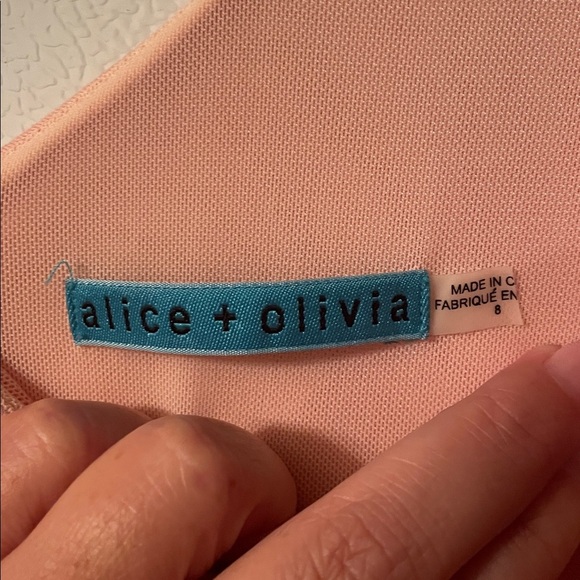 alice + olivia
MADE IN C
FABRIQUÉ EN
8